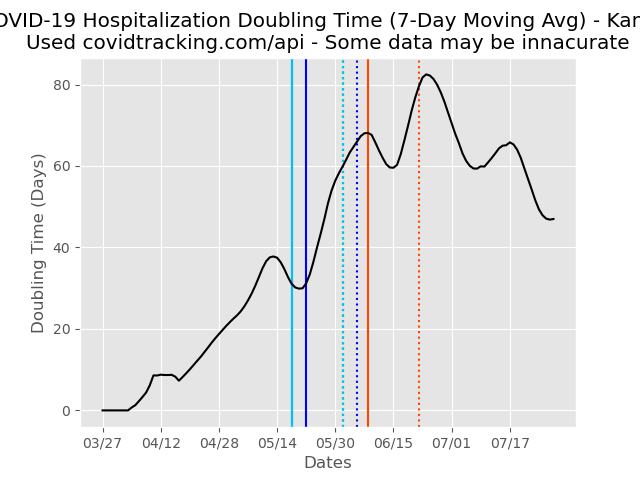 OVID-19 Hospitalization Doubling Time (7-Day Moving Avg) - Kan
Used covidtracking.com/api - Some data may be innacurate
Doubling Time (Days)
80
60
40
20
0
03/27 04/12 04/28 05/14 05/30 06/15 07/01 07/17
Dates